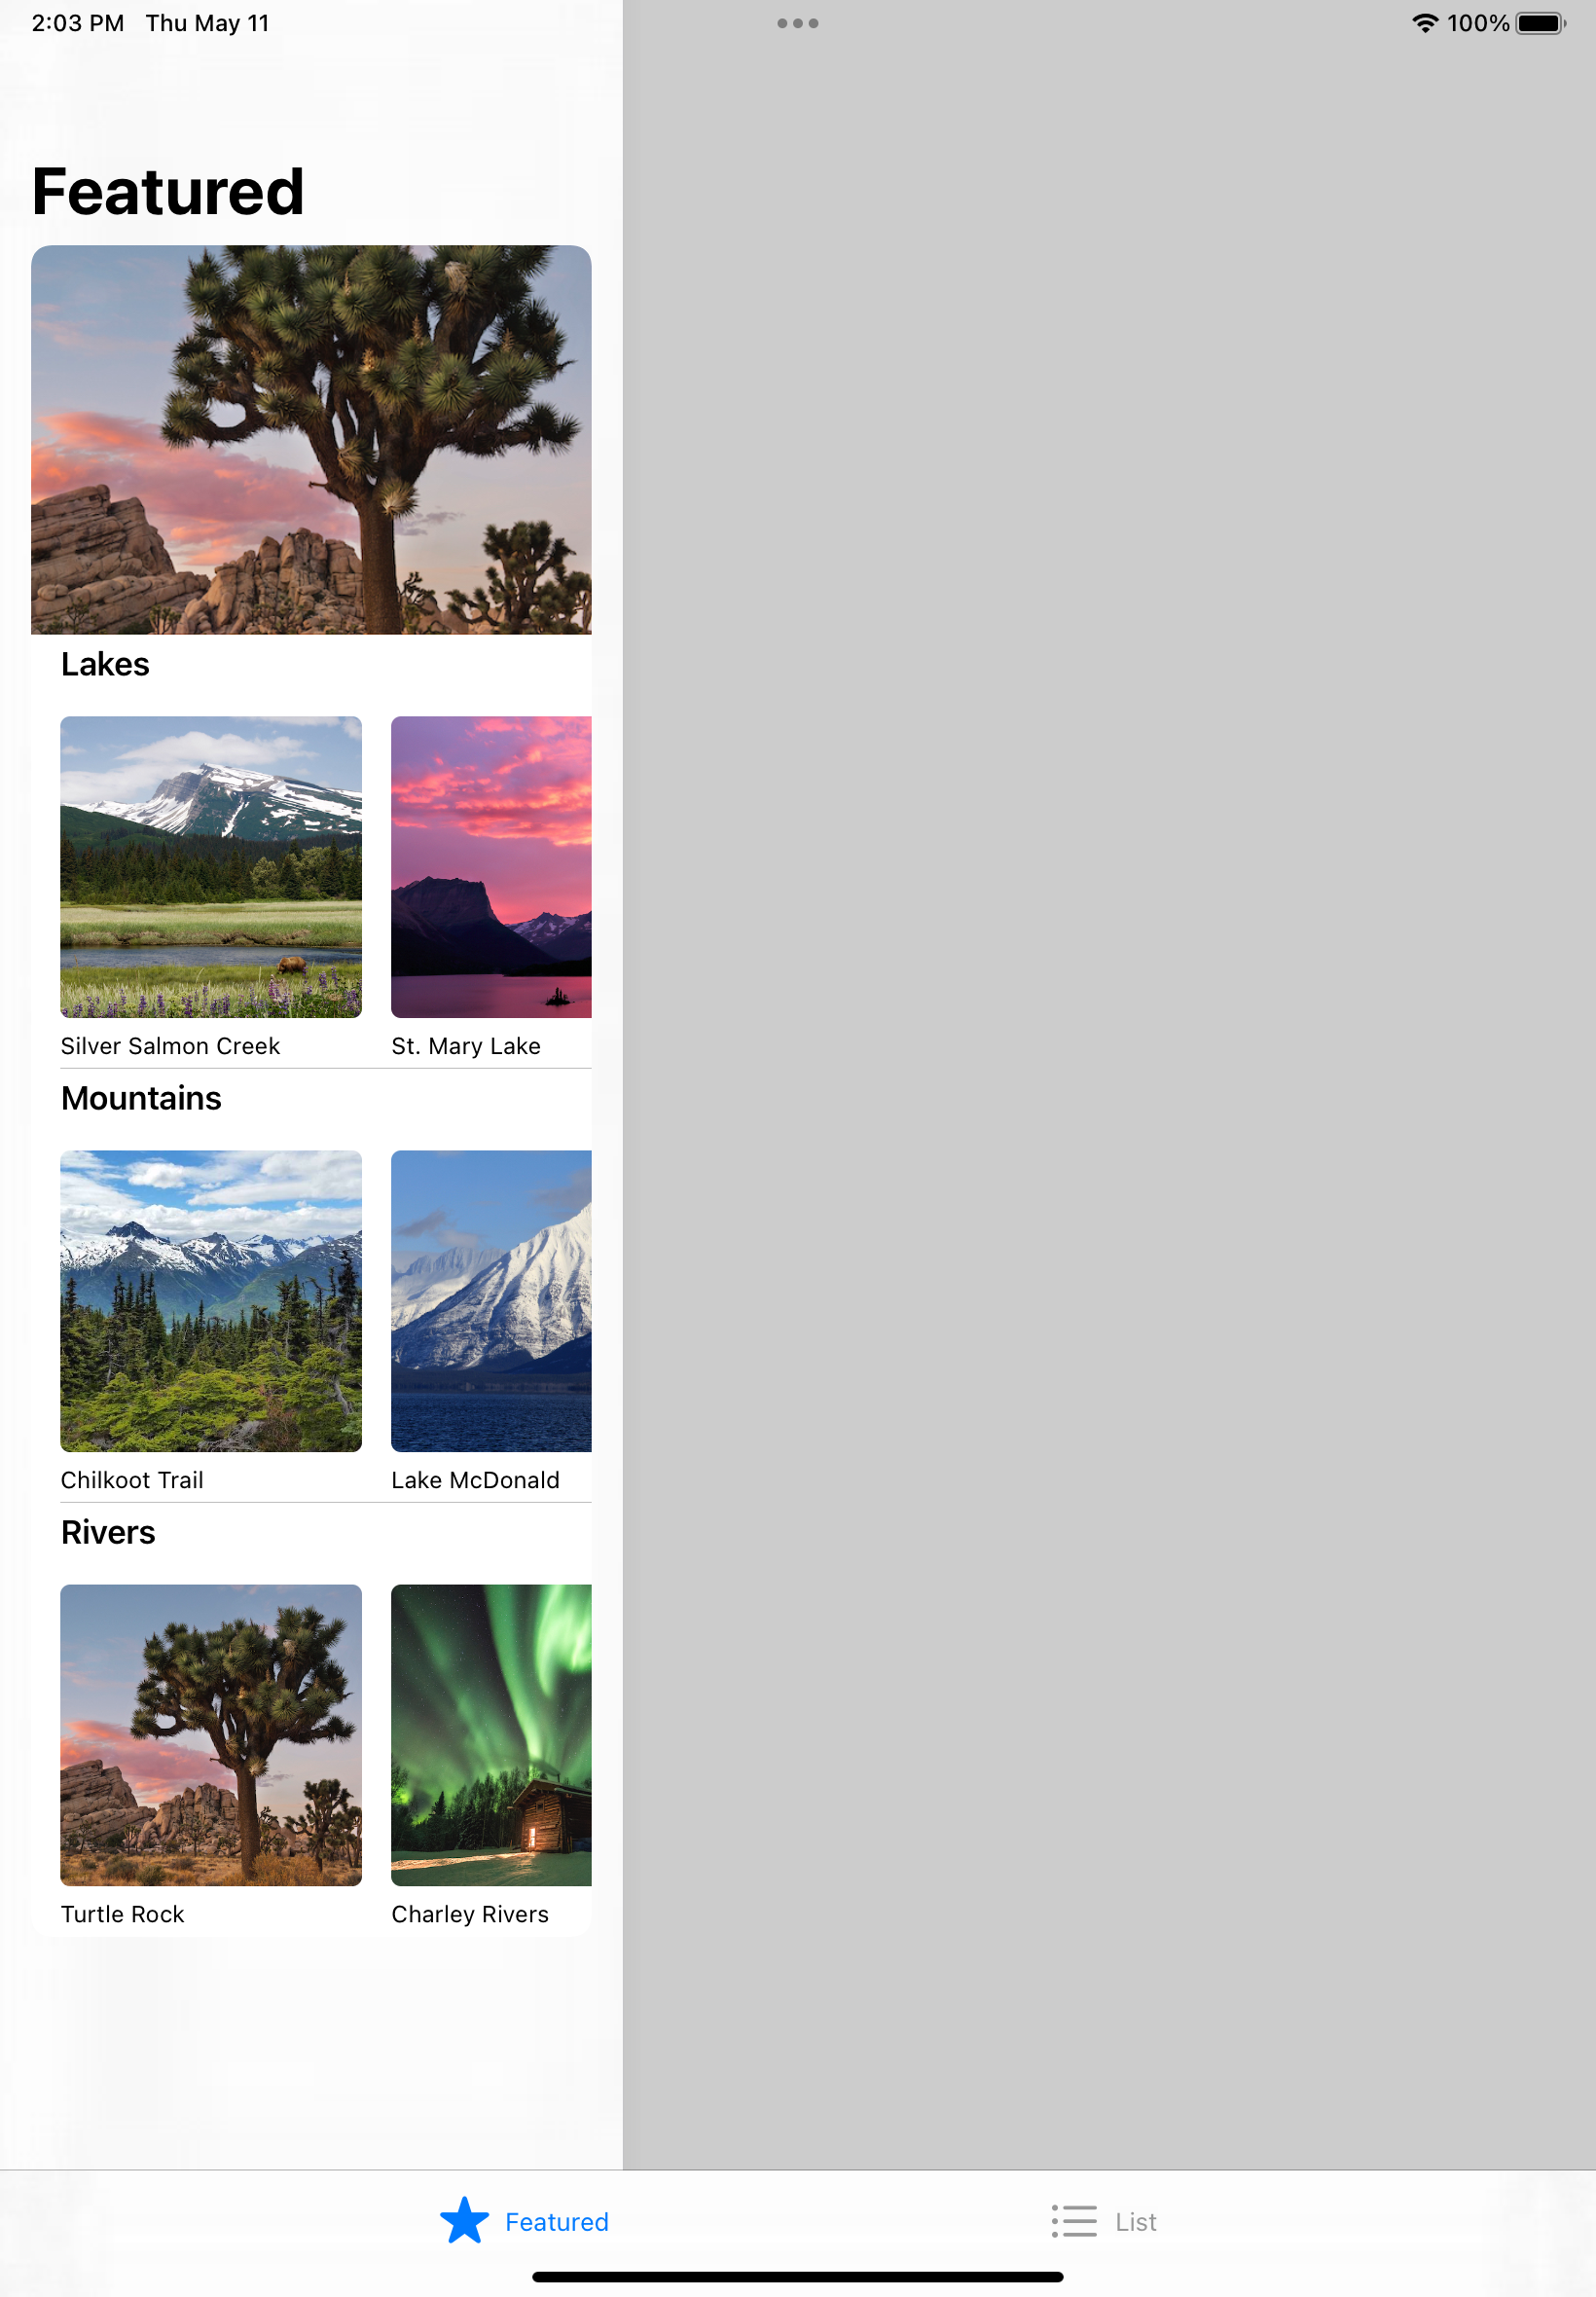 2:03 PM Thu May 11
100%
Featured
Lakes
Silver Salmon Creek
St. Mary Lake
Mountains
Chilkoot Trail
Lake McDonald
Rivers
Turtle Rock
Charley Rivers
Featured
List